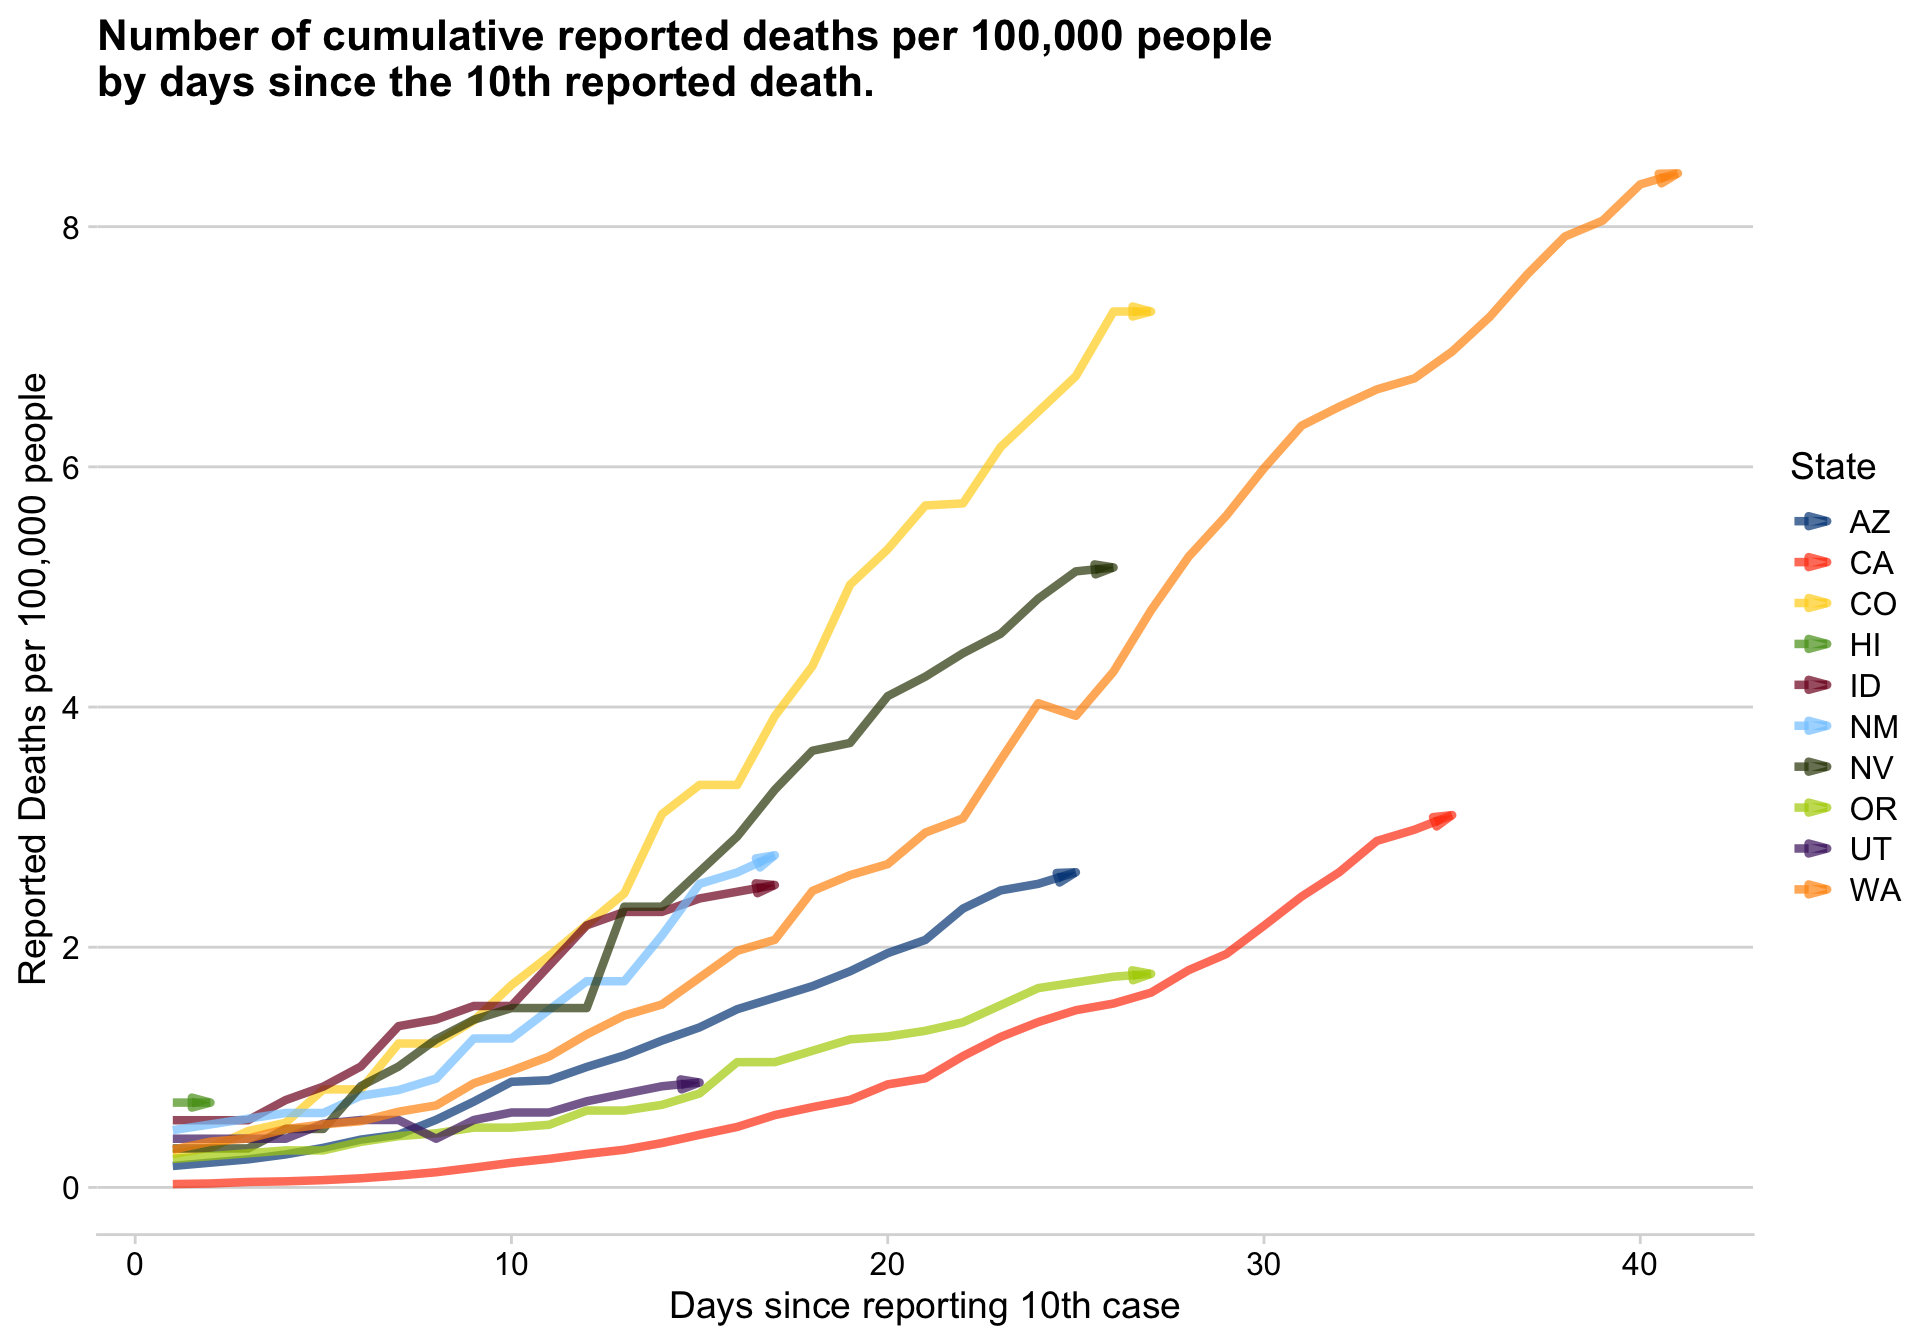 Number of cumulative reported deaths per 100,000 people
by days since the 10th reported death.
Reported Deaths per 100,000 people
8
6
4
2
0
0 10 20 30 40
Days since reporting 10th case
State
AZ
CA
CO
HI
ID
NM
NV
OR
UT
WA